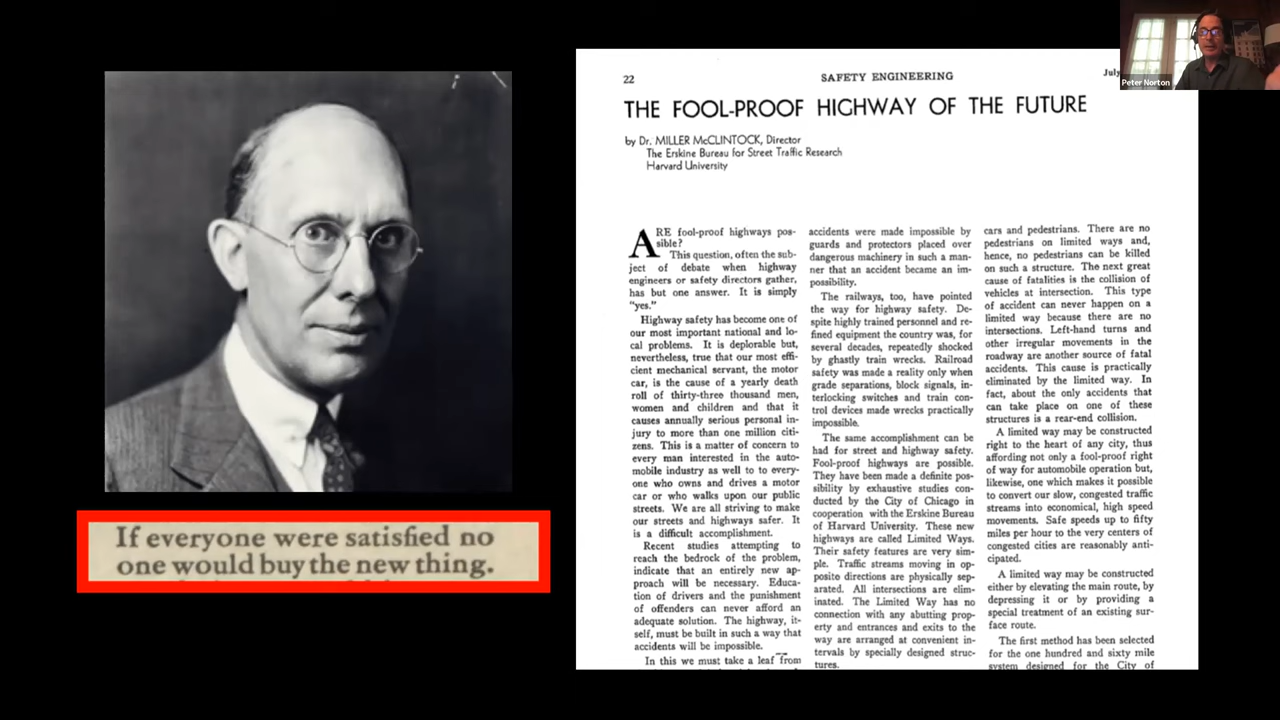 If everyone were satisfied no
one would buy the new thing.
22
SAFETY ENGINEERING
July
THE FOOL-PROOF HIGHWAY OF THE FUTURE
by Dr. MILLER McCLINTOCK, Director
The Erskine Bureau for Street Traffic Research
Harvard University
ARE fool-proof highways pos-
sible?
This question, often the sub-
ject of debate when highway
engineers or safety directors gather,
has but one answer. It is simply
"yes."
Highway safety has become one of
our most important national and lo-
cal problems. It is deplorable but,
nevertheless, true that our most effi-
cient mechanical servant, the motor
car, is the cause of a yearly death
roll of thirty-three thousand men,
women and children and that it
causes annually serious personal in-
jury to more than one million citi-
zens. This is a matter of concern to
every man interested in the auto-
mobile industry as well to to every-
one who owns and drives a motor
car or who walks upon our public
streets. We are all striving to make
our streets and highways safer. It
is a difficult accomplishment.
Recent studies attempting to
reach the bedrock of the problem,
indicate that an entirely new ap-
proach will be necessary. Educa-
tion of drivers and the punishment
of offenders can never afford an
adequate solution. The highway, it-
self, must be built in such a way that
accidents will be impossible.
In this we must take a leaf from
accidents were made impossible by
guards and protectors placed over
dangerous machinery in such a man-
ner that an accident became an im-
possibility.
The railways, too, have pointed
the way for highway safety. De-
spite highly trained personnel and re-
fined equipment the country was, for
several decades, repeatedly shocked
by ghastly train wrecks. Railroad
safety was made a reality only when
grade separations, block signals, in-
terlocking switches and train con-
trol devices made wrecks practically
impossible.
The same accomplishment can be
had for street and highway safety.
Fool-proof highways are possible.
They have been made a definite pos-
sibility by exhaustive studies con-
ducted by the City of Chicago in
cooperation with the Erskine Bureau
of Harvard University. These new
highways are called Limited Ways.
Their safety features are very sim-
ple. Traffic streams moving in op-
posite directions are physically sep-
arated. All intersections are elim-
inated. The Limited Way has no
connection with any abutting prop-
erty and entrances and exits to the
way are arranged at convenient in-
tervals by specially designed struc-
tures.
cars and pedestrians. There are no
pedestrians on limited ways and,
hence, no pedestrians can be killed
on such a structure. The next great
cause of fatalities is the collision of
vehicles at intersection. This type
of accident can never happen on a
limited way because there are no
intersections. Left-hand turns and
other irregular movements in the
roadway are another source of fatal
accidents. This cause is practically
eliminated by the limited way. In
fact, about the only accidents that
can take place on one of these
structures is a rear-end collision.
A limited way may be constructed
right to the heart of any city, thus
affording not only a fool-proof right
of way for automobile operation but,
likewise, one which makes it possible
to convert our slow, congested traffic
streams into economical, high speed
movements. Safe speeds up to fifty
miles per hour to the very centers of
congested cities are reasonably anti-
cipated.
A limited way may be constructed
either by elevating the main route, by
depressing it or by providing a
special treatment of an existing sur-
face route.
The first method has been selected
for the one hundred and sixty mile
system designed for the City of
Peter Norton